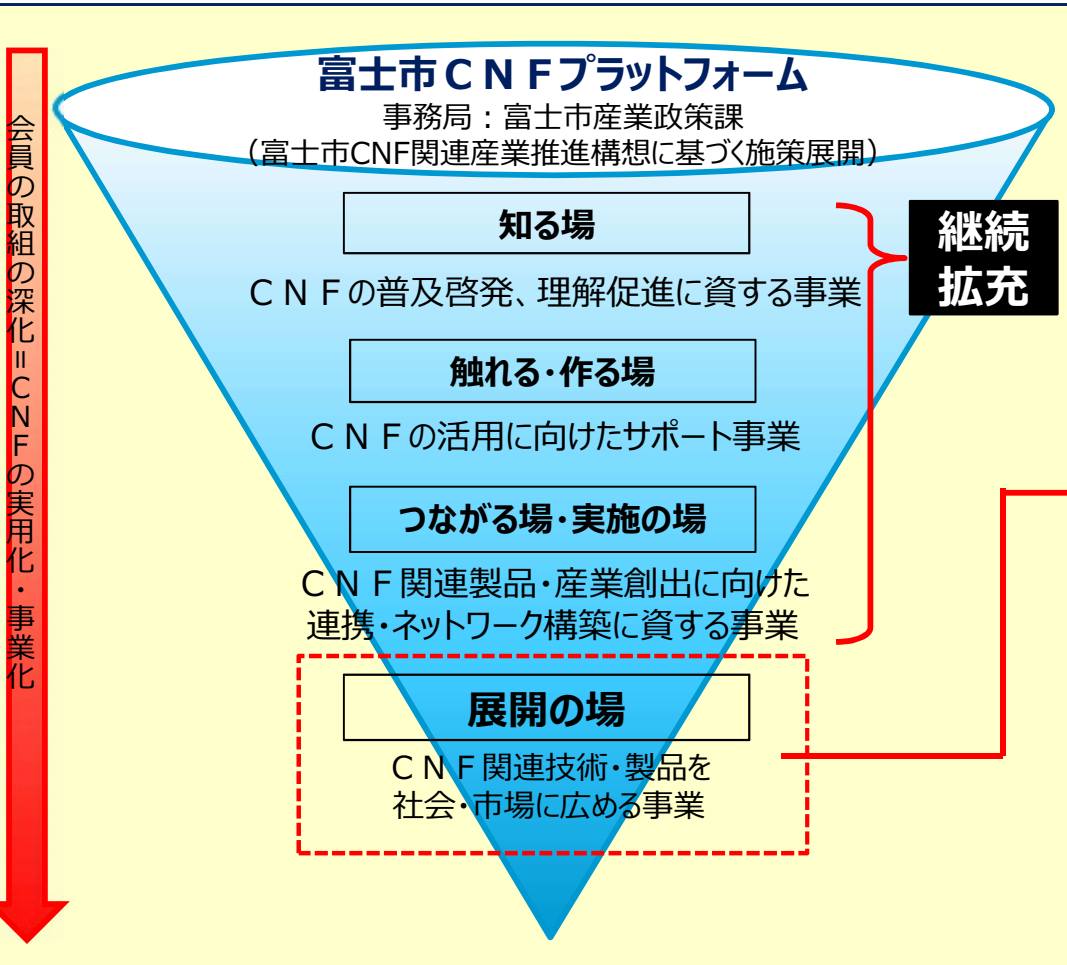 富士市ＣＮＦプラットフォーム
事務局：富士市産業政策課
（富士市CNF関連産業推進構想に基づく施策展開）
知る場
ＣＮＦの普及啓発、理解促進に資する事業
触れる・作る場
ＣＮＦの活用に向けたサポート事業
つながる場・実施の場
ＣＮＦ関連製品・産業創出に向けた
連携・ネットワーク構築に資する事業
展開の場
ＣＮＦ関連技術・製品を
社会・市場に広める事業
継続
拡充
会員の取組の深化＝ＣＮＦの実用化・事業化